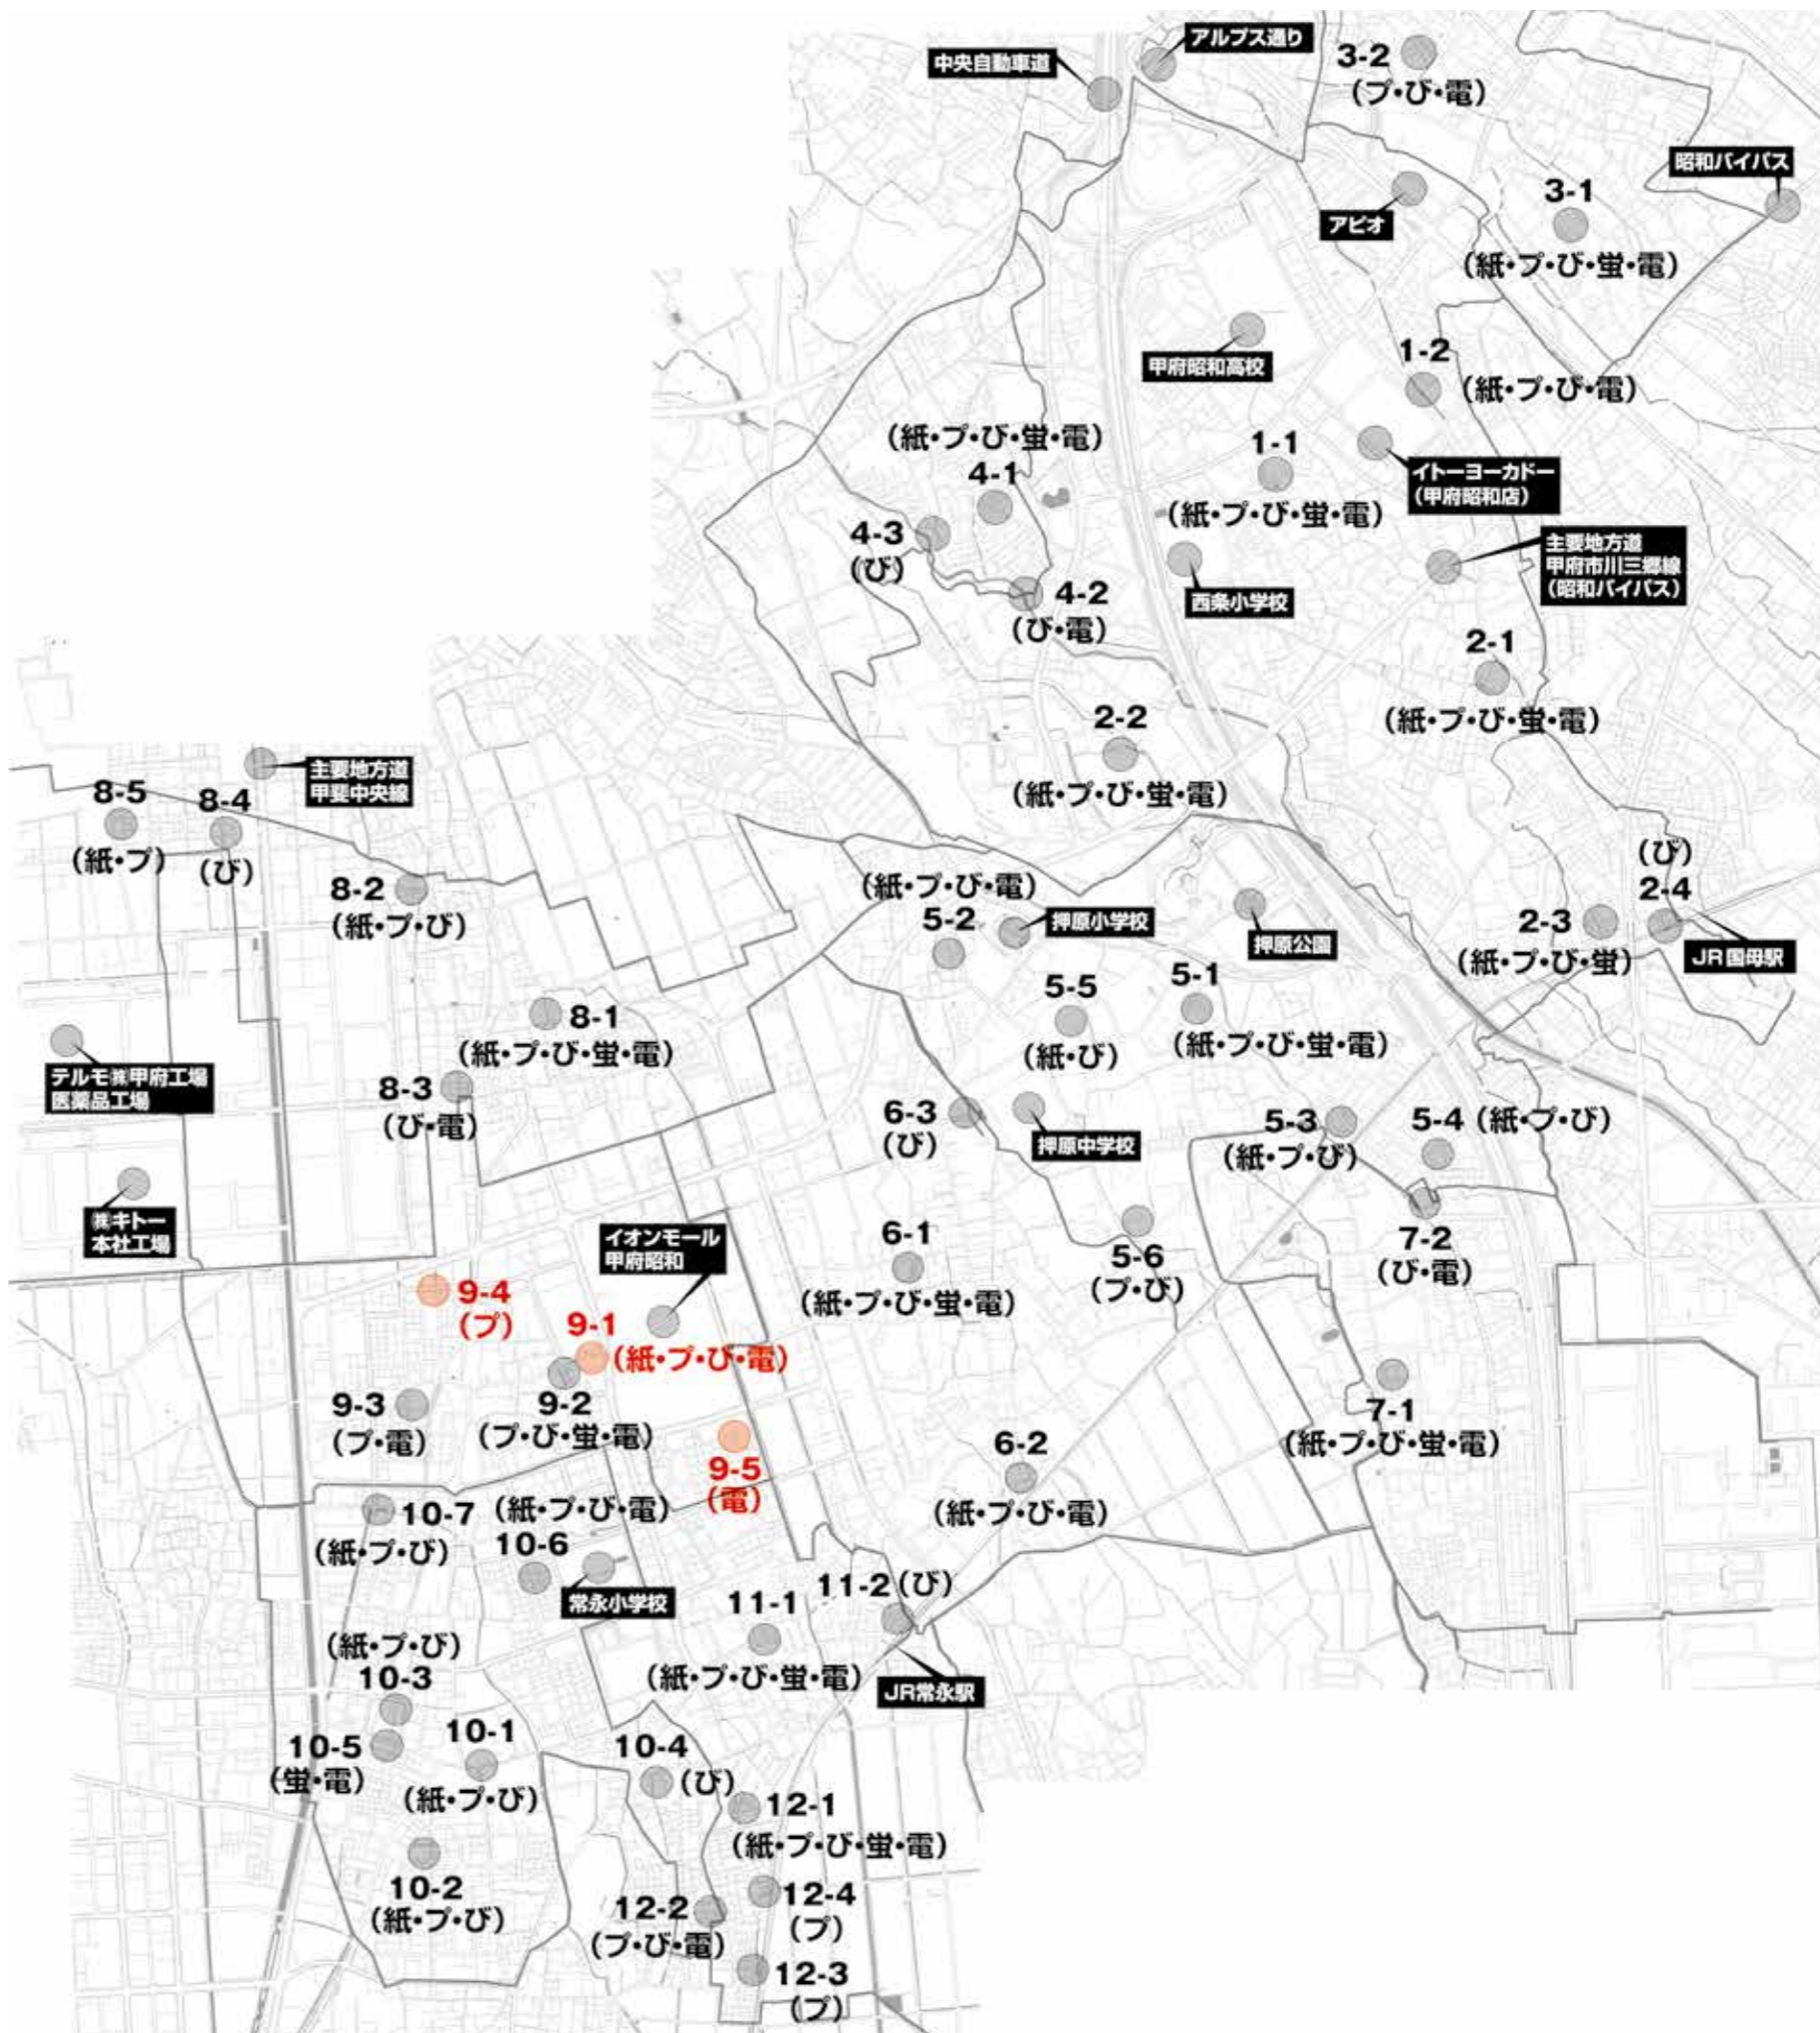 中央自動車道
アルプス通り
3-2
(プ・び・電)
昭和バイパス
3-1
(紙・プ・び・蛍・電)
アピオ
甲府昭和高校
1-2
(紙・プ・び・電)
(紙・プ・び・蛍・電)
4-1
1-1
(紙・プ・び・蛍・電)
イトーヨーカドー
(甲府昭和店)
4-3
(び)
4-2
(び・電)
西条小学校
主要地方道
甲府市川三郷線
(昭和バイパス)
2-1
(紙・プ・び・蛍・電)
2-2
(紙・プ・び・蛍・電)
主要地方道
甲斐中央線
8-5
(紙・プ)
8-4
(び)
8-2
(紙・プ・び)
(紙・プ・び・電)
5-2
押原小学校
押原公園
(び)
2-4
2-3
(紙・プ・び・蛍)
JR国母駅
5-5
(紙・び)
5-1
(紙・プ・び・蛍・電)
8-1
(紙・プ・び・蛍・電)
テルモ㈱甲府工場
医薬品工場
8-3
(び・電)
6-3
(び)
押原中学校
5-3
(紙・プ・び)
5-4 (紙・プ・び)
㈱キトー
本社工場
イオンモール
甲府昭和
6-1
(紙・プ・び・蛍・電)
5-6
(プ・び)
7-2
(び・電)
9-4
(プ)
9-1
(紙・プ・び・電)
9-3
(プ・電)
9-2
(プ・び・蛍・電)
9-5
(電)
7-1
(紙・プ・び・蛍・電)
6-2
(紙・プ・び・電)
10-7
(紙・プ・び)
(紙・プ・び・電)
10-6
常永小学校
11-1
(紙・プ・び・蛍・電)
11-2 (び)
JR常永駅
(紙・プ・び)
10-3
10-5
(蛍・電)
10-1
(紙・プ・び)
10-4
(び)
12-1
(紙・プ・び・蛍・電)
10-2
(紙・プ・び)
12-2
(プ・び・電)
12-4
(プ)
12-3
(プ)